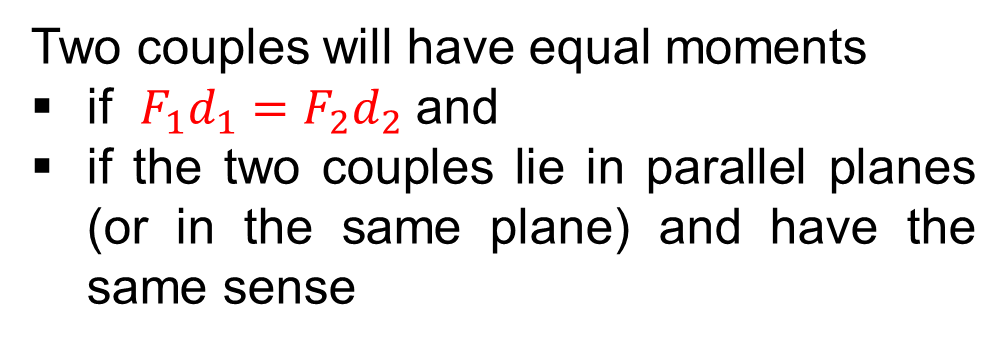 Two couples will have equal moments
▪ if F₁d₁ = F₂d₂ and
▪ if the two couples lie in parallel planes
(or in the same plane) and have the
same sense